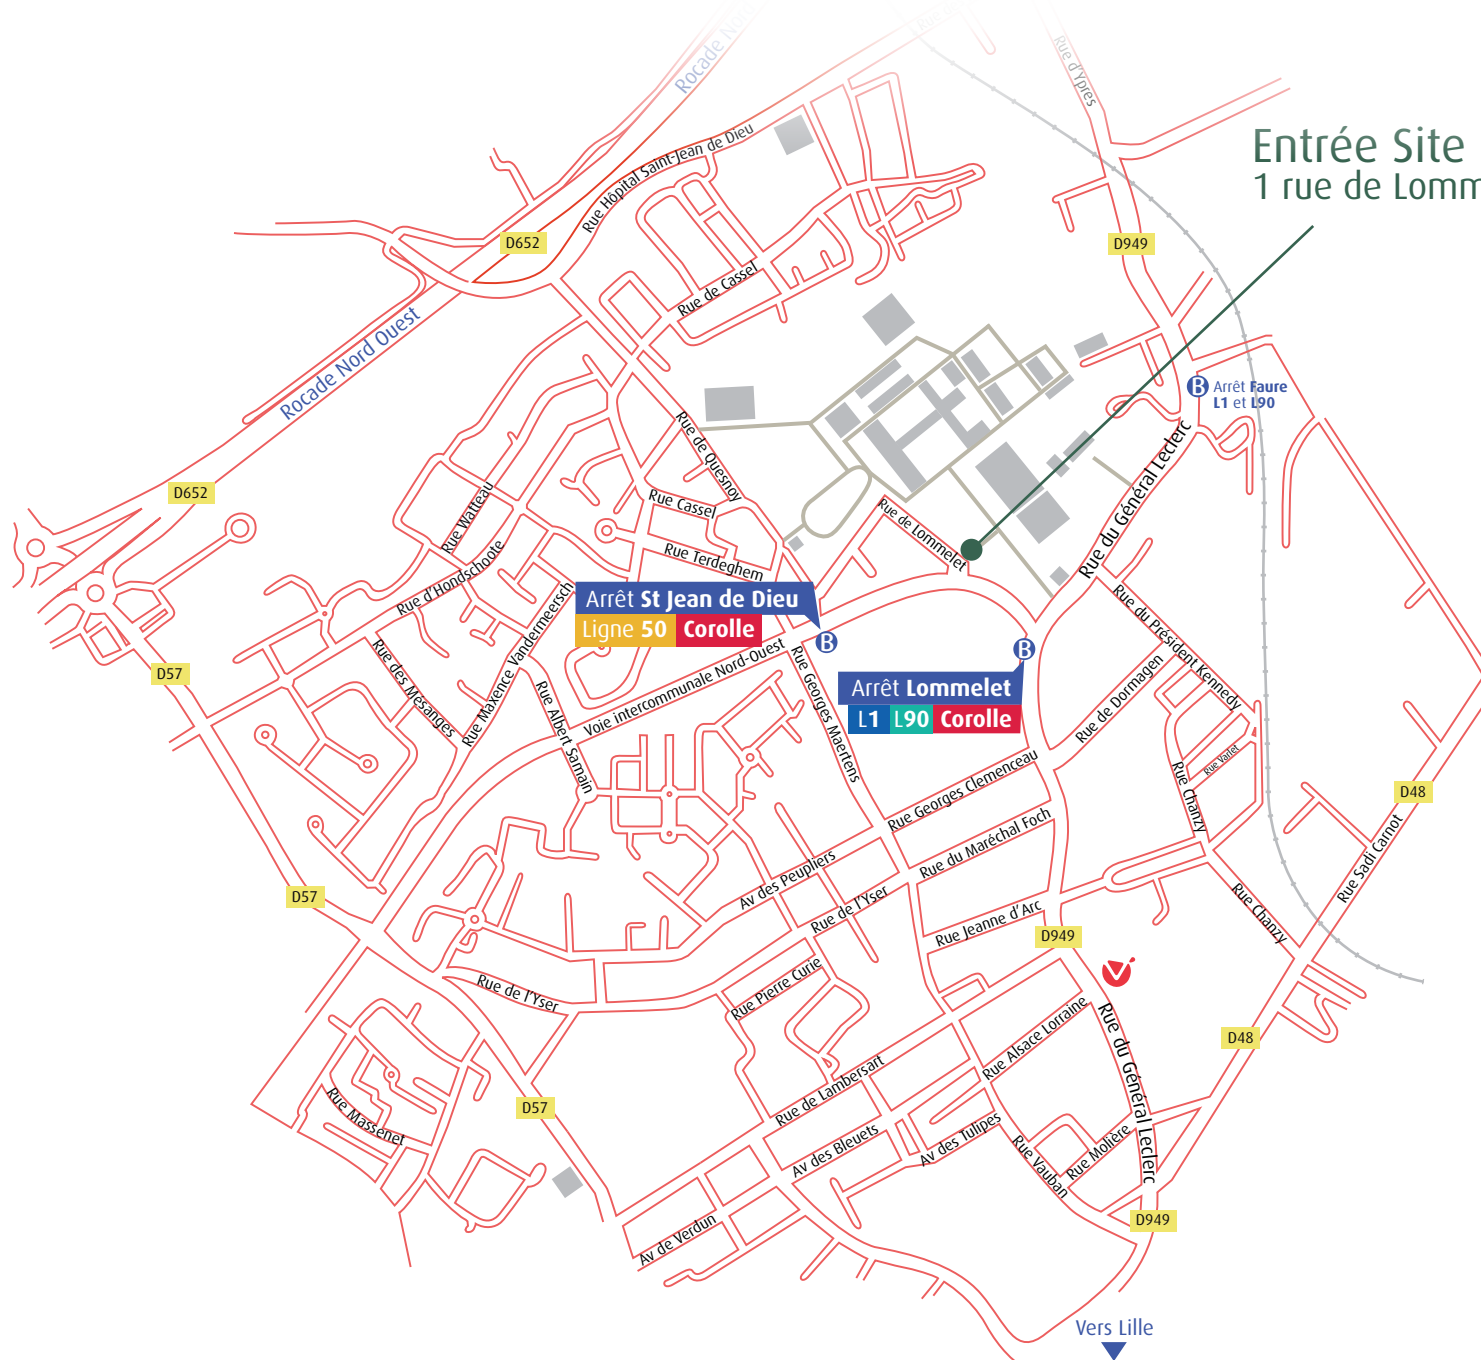 Rocade No
Rue d'Ypres
Entrée Site
1 rue de Lomm
Rue Hôpital Saint-Jean de Dieu
D652
D949
Rue de Cassel
Rocade Nord Ouest
B
Arrêt Faure
L1 et L90
Rue de Quesnoy
Rue du Général Leclerc
D652
Rue Watteau
Rue Cassel
Rue de Lommelet
Rue d'Hondschoote
Rue Terdeghem
Arrêt St Jean de Dieu
Ligne 50 Corolle
B
B
Rue du Président Kennedy
Rue des Mésanges
Rue Maxence Vandermeersch
Rue Albert Samain
Voie intercommunale Nord-Ouest
Rue Georges Maertens
Arrêt Lommelet
L1 L90 Corolle
Rue de Dormagen
D57
Rue Varlet
Rue Chanzy
Rue Georges Clemenceau
D48
Rue du Maréchal Foch
Rue Sadi Carnot
Av des Peupliers
Rue de l'Yser
D57
Rue Jeanne d'Arc
Rue Chanzy
D949
Rue Pierre Curie
Rue de l'Yser
Rue Alsace Lorraine
Rue du Général Leclerc
D48
Rue de Lambersart
D57
Rue Massenet
Av des Bleuets
Av des Tulipes
Rue Vauban
Rue Molière
Av de Verdun
D949
Vers Lille